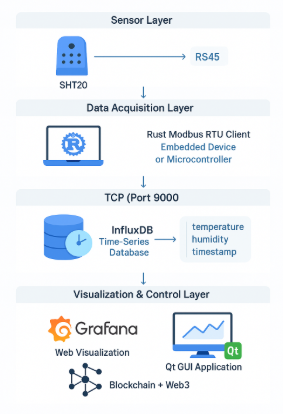 Sensor Layer
RS45
SHT20
Data Acquisition Layer
Rust Modbus RTU Client
Embedded Device
or Microcontroller
TCP (Port 9000
InfluxDB
Time-Series
Database
temperature
humidity
timestamp
Visualization & Control Layer
Grafana
Web Visualization
Qt
Qt GUI Application
Blockchain + Web3